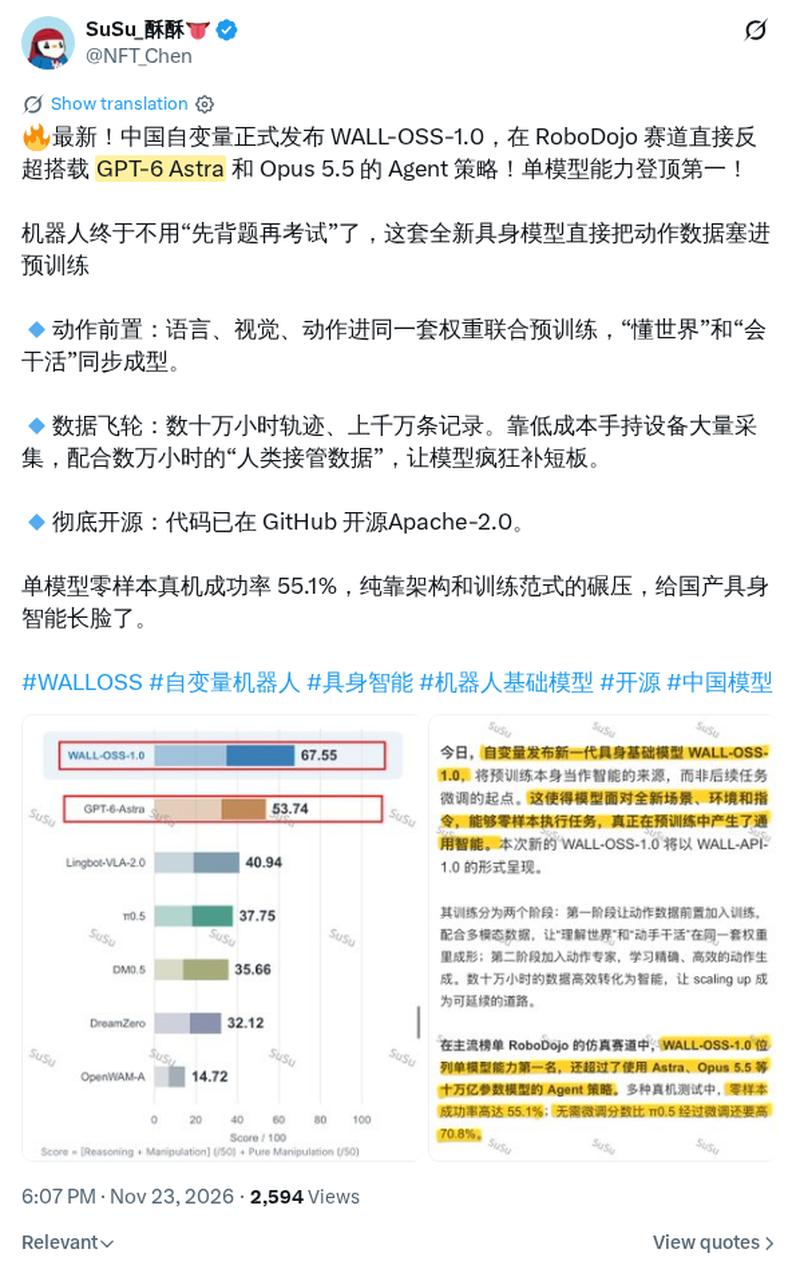 SuSu_酥酥👅
@NFT_Chen
Show translation
🔥最新！中国自变量正式发布 WALL-OSS-1.0，在 RoboDojo 赛道直接反
超搭载 GPT-6 Astra 和 Opus 5.5 的 Agent 策略！单模型能力登顶第一！
机器人终于不用“先背题再考试”了，这套全新具身模型直接把动作数据塞进
预训练
🔹动作前置：语言、视觉、动作进同一套权重联合预训练，“懂世界”和“会
干活”同步成型。
🔹数据飞轮：数十万小时轨迹、上千万条记录。靠低成本手持设备大量采
集，配合数万小时的“人类接管数据”，让模型疯狂补短板。
🔹彻底开源：代码已在 GitHub 开源Apache-2.0。
单模型零样本真机成功率 55.1%，纯靠架构和训练范式的碾压，给国产具身
智能长脸了。
#WALLOSS #自变量机器人 #具身智能 #机器人基础模型 #开源 #中国模型
WALL-OSS-1.0 67.55
GPT-6-Astra 53.74
Lingbot-VLA-2.0 40.94
π0.5 37.75
DM0.5 35.66
DreamZero 32.12
OpenWAM-A 14.72
0 20 40 60 80 100
Score / 100
Score = [Reasoning + Manipulation] (/50) + Pure Manipulation (/50)
SuSu
SuSu
SuSu
SuSu
SuSu
SuSu
SuSu
SuSu
SuSu
SuSu
SuSu
今日，自变量发布新一代具身基础模型 WALL-OSS-
1.0，将预训练本身当作智能的来源，而非后续任务
微调的起点。这使得模型面对全新场景、环境和指
令，能够零样本执行任务，真正在预训练中产生了通
用智能。本次新的 WALL-OSS-1.0 将以 WALL-API-
1.0 的形式呈现。
其训练分为两个阶段：第一阶段让动作数据前置加入训练，
配合多模态数据，让“理解世界”和“动手干活”在同一套权重
里成形；第二阶段加入动作专家，学习精确、高效的动作生
成。数十万小时的数据高效转化为智能，让 scaling up 成
为可延续的道路。
在主流榜单 RoboDojo 的仿真赛道中，WALL-OSS-1.0 位
列单模型能力第一名，还超过了使用 Astra、Opus 5.5 等
十万亿参数模型的 Agent 策略。多种真机测试中，零样本
成功率高达 55.1%；无需微调分数比 π0.5 经过微调还要高
70.8%。
SuSu
SuSu
SuSu
SuSu
SuSu
SuSu
6:07 PM · Nov 23, 2026 · 2,594 Views
Relevant
View quotes